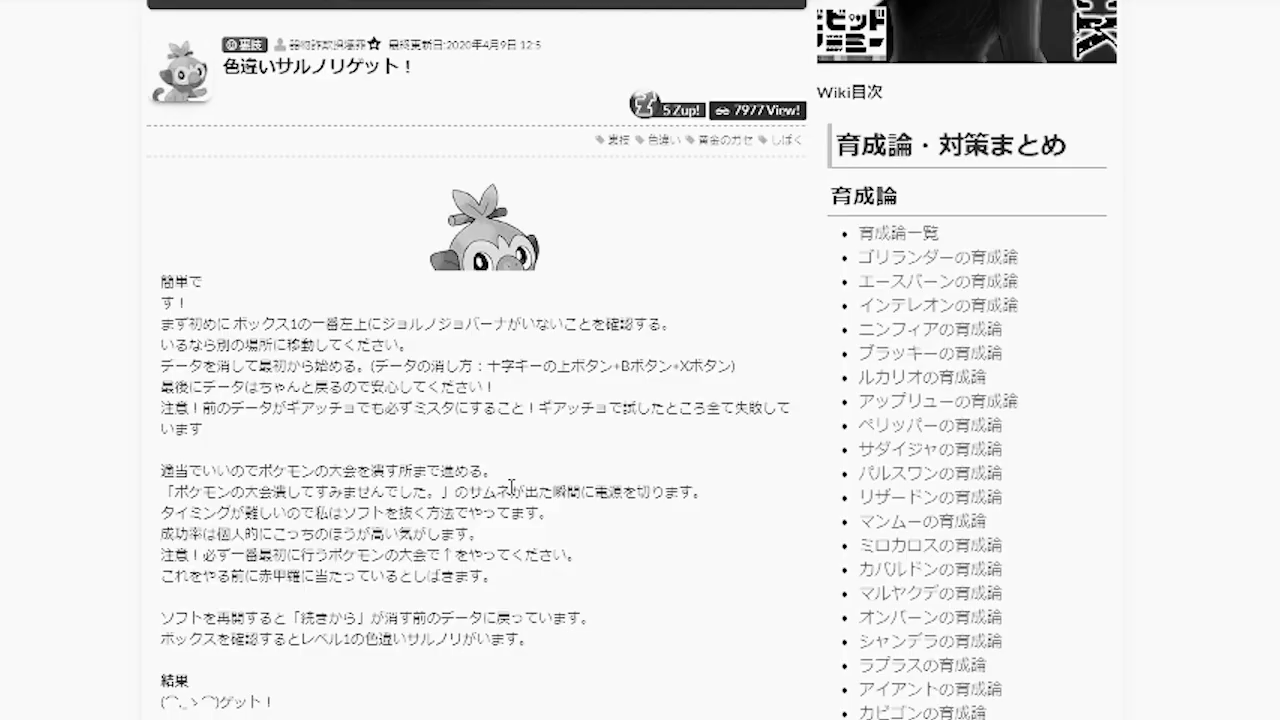 裏技
最終更新日:2020年4月9日 12:5
色違いサルノリゲット！
5 Zup!
7977 View!
裏技 色違い 黄金のガセ しばく
簡単で
す！
まず初めに ボックス1の一番左上にジョルノジョバーナがいないことを確認する。
いるなら別の場所に移動してください。
データを消して最初から始める。(データの消し方：十字キーの上ボタン+Bボタン+Xボタン)
最後にデータはちゃんと戻るので安心してください！
注意！前のデータがギアッチョでも必ずミスタにすること！ギアッチョで試したところ全て失敗して
います
適当でいいのでポケモンの大会を潰す所まで進める。
「ポケモンの大会潰してすみませんでした。」のサムネが出た瞬間に電源を切ります。
タイミングが難しいので私はソフトを抜く方法でやってます。
成功率は個人的にこっちのほうが高い気がします。
注意！必ず一番最初に行うポケモンの大会で↑をやってください。
これをやる前に赤甲羅に当たっているとしばきます。
ソフトを再開すると「続きから」が消す前のデータに戻っています。
ボックスを確認するとレベル1の色違いサルノリがいます。
結果
ゲット！
Wiki目次
育成論・対策まとめ
育成論
育成論一覧
ゴリランダーの育成論
エースバーンの育成論
インテレオンの育成論
ニンフィアの育成論
ブラッキーの育成論
ルカリオの育成論
アップリューの育成論
ペリッパーの育成論
サダイジャの育成論
パルスワンの育成論
リザードンの育成論
マンムーの育成論
ミロカロスの育成論
カバルドンの育成論
マルヤクデの育成論
オンバーンの育成論
シャンデラの育成論
ラプラスの育成論
アイアントの育成論
カビゴンの育成論